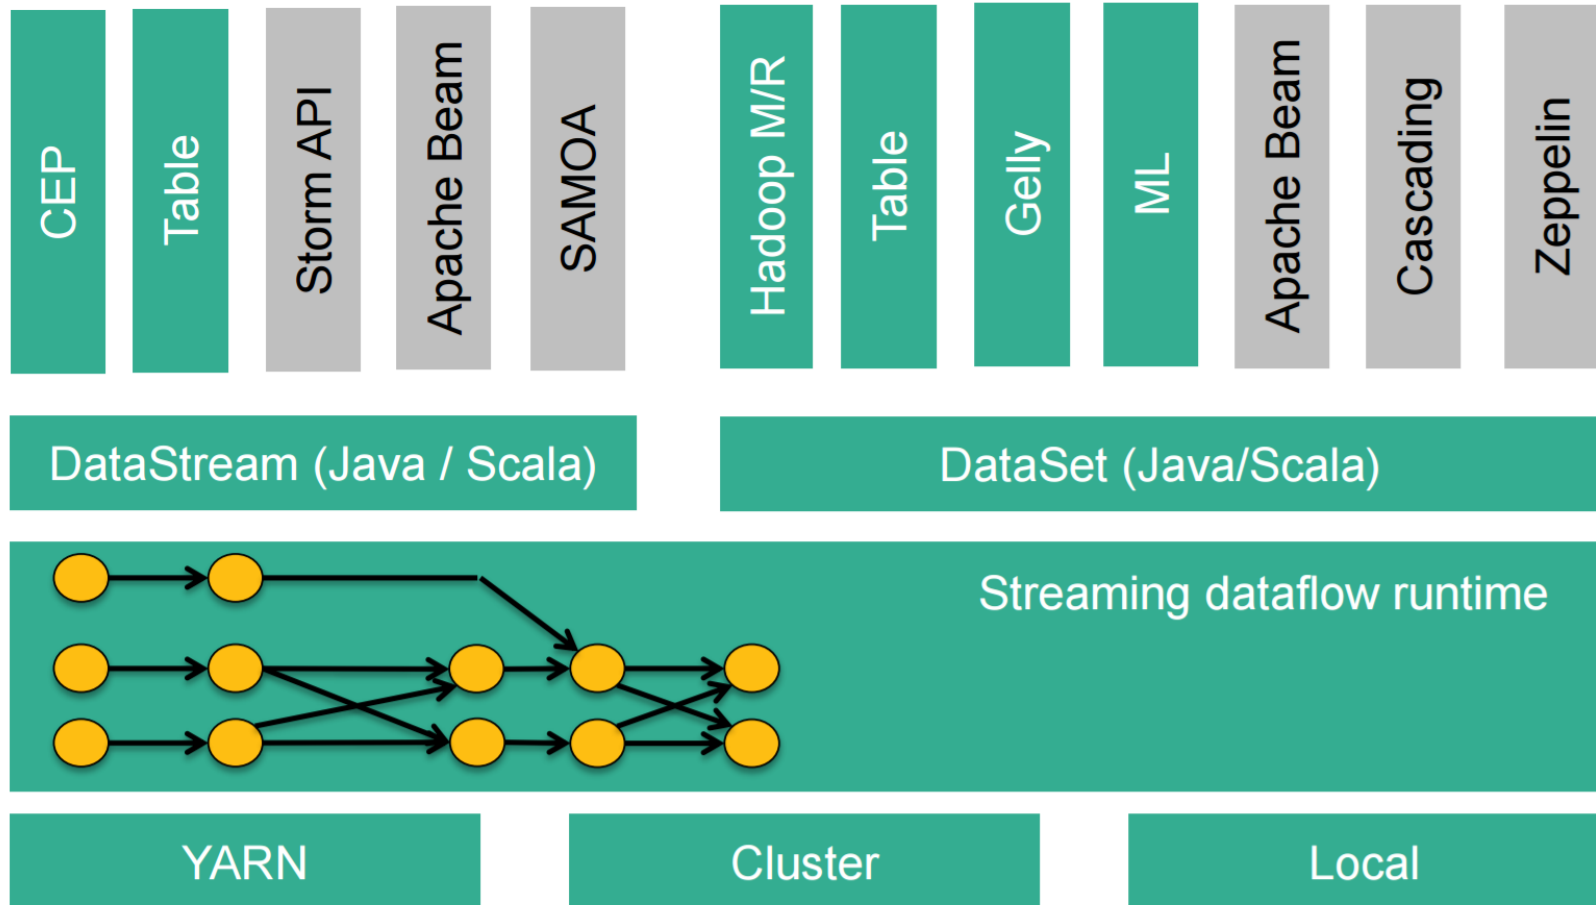 CEP
Table
Storm API
Apache Beam
SAMOA
Hadoop M/R
Table
Gelly
ML
Apache Beam
Cascading
Zeppelin
DataStream (Java / Scala)
DataSet (Java/Scala)
Streaming dataflow runtime
YARN
Cluster
Local